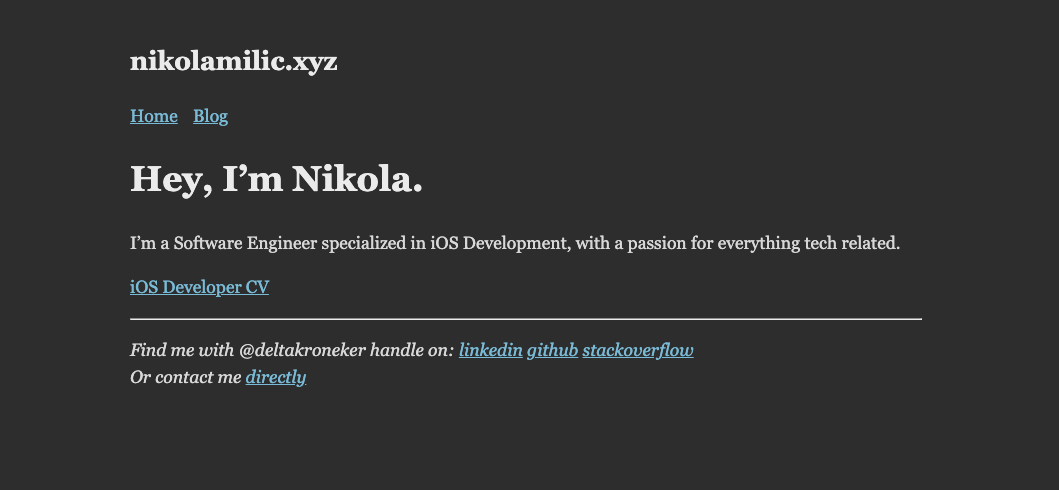 nikolamilic.xyz
Home Blog
Hey, I’m Nikola.
I’m a Software Engineer specialized in iOS Development, with a passion for everything tech related.
iOS Developer CV
Find me with @deltakroneker handle on: linkedin github stackoverflow
Or contact me directly